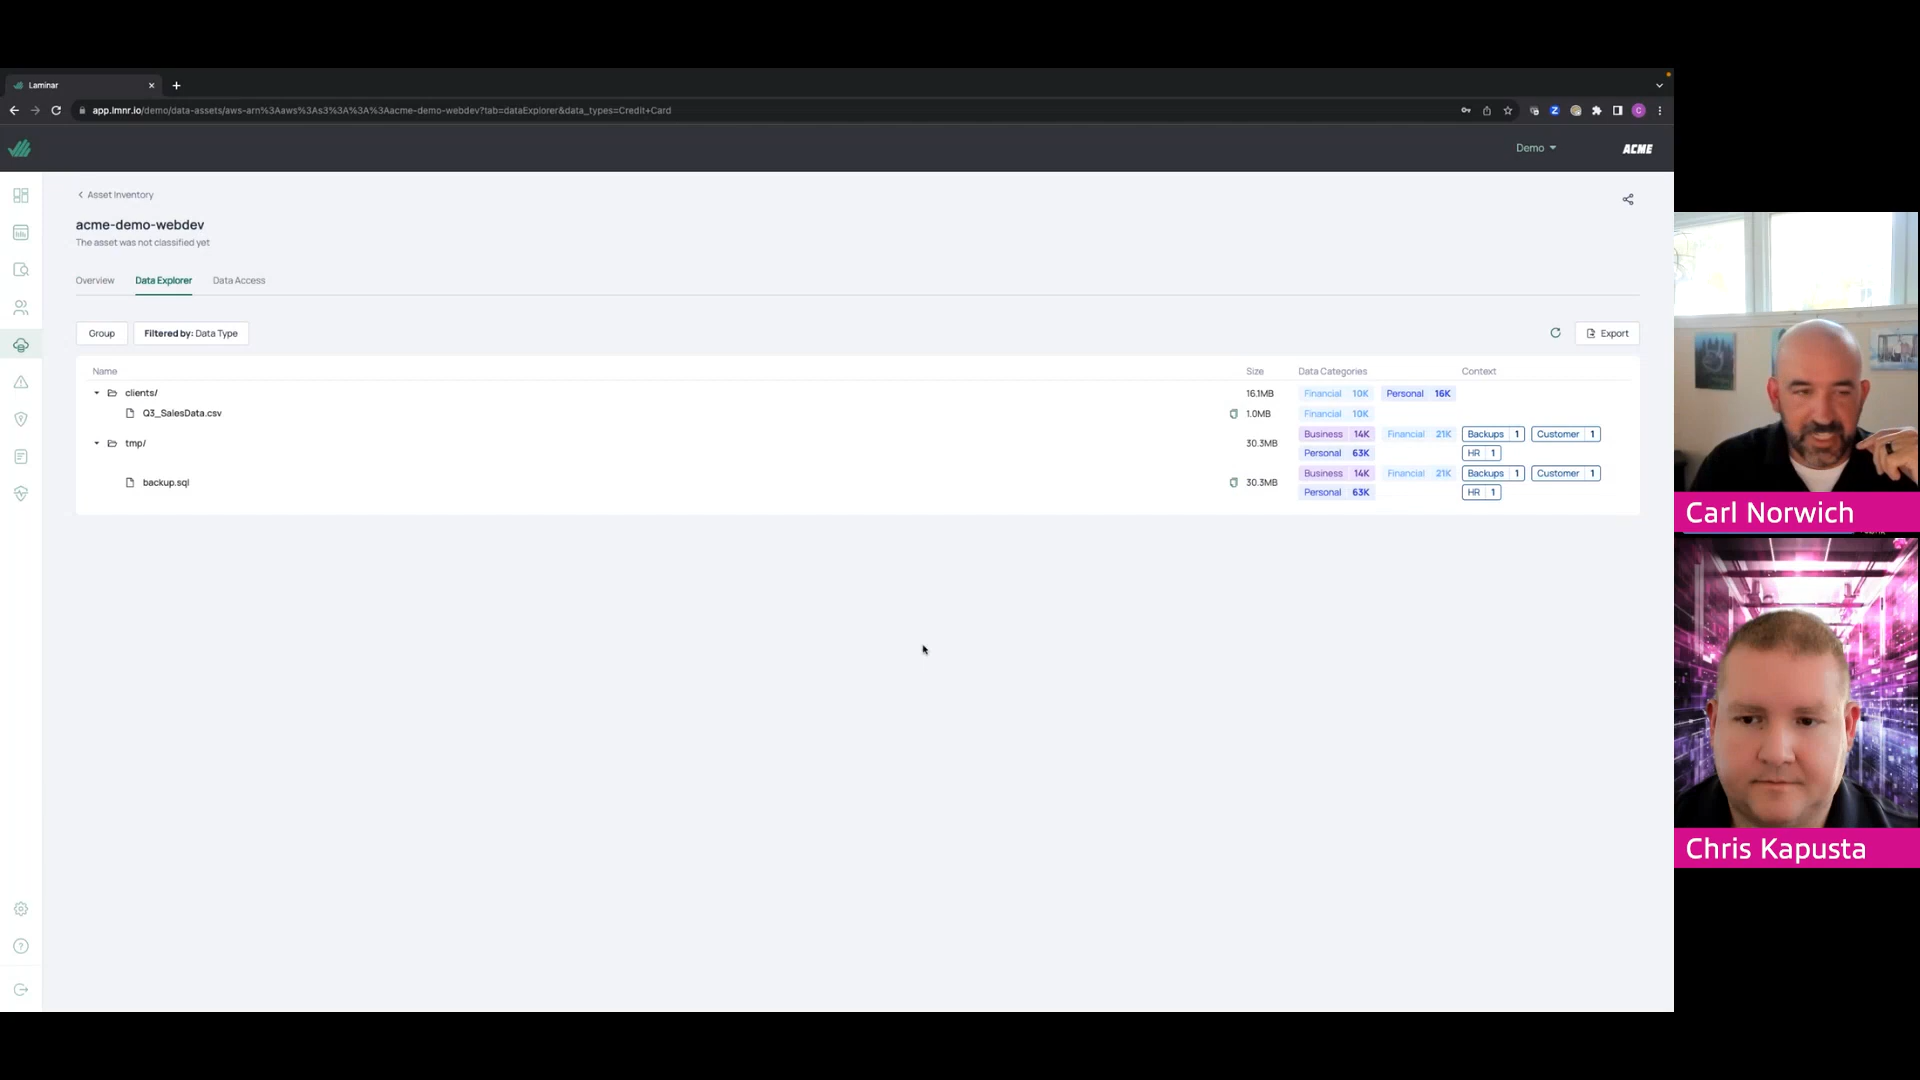 Laminar
app.lmnr.io/demo/data-assets/aws-arn%3Aaws%3As3%3A%3A%3Aacme-demo-webdev?tab=dataExplorer&data_types=Credit+Card
Demo
ACME
Asset Inventory
acme-demo-webdev
The asset was not classified yet
Overview Data Explorer Data Access
Group Filtered by: Data Type Export
Name Size Data Categories Context
clients/ 16.1MB Financial 10K Personal 16K
Q3_SalesData.csv 1.0MB Financial 10K
tmp/ 30.3MB Business 14K Financial 21K Backups 1 Customer 1
Personal 63K HR 1
backup.sql 30.3MB Business 14K Financial 21K Backups 1 Customer 1
Personal 63K HR 1
Carl Norwich
Chris Kapusta